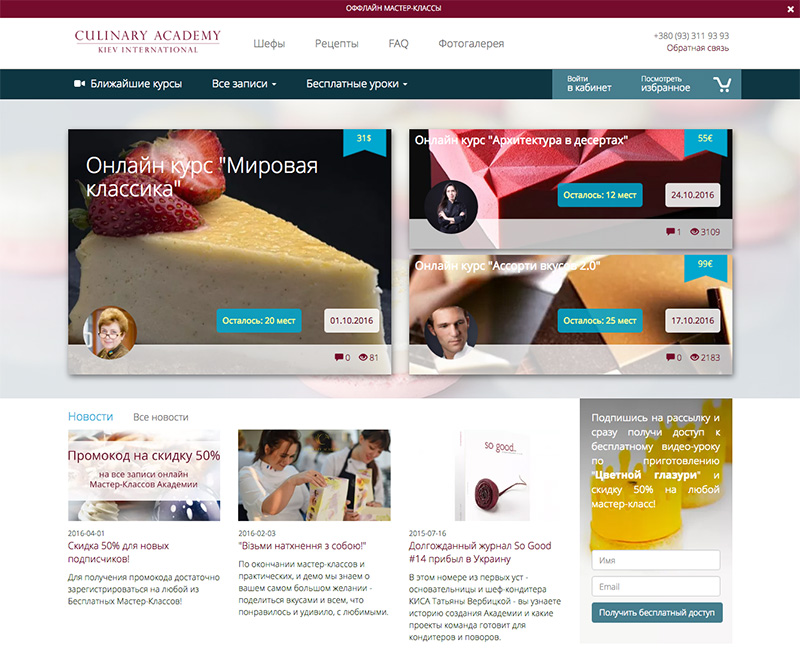 ОФФЛАЙН МАСТЕР-КЛАССЫ
CULINARY ACADEMY
KIEV INTERNATIONAL
Шефы
Рецепты
FAQ
Фотогалерея
+380 (93) 311 93 93
Обратная связь
Ближайшие курсы
Все записи
Бесплатные уроки
Войти
в кабинет
Посмотреть
избранное
31$
Онлайн курс "Мировая
классика"
Осталось: 20 мест
01.10.2016
0
81
55€
Онлайн курс "Архитектура в десертах"
Осталось: 12 мест
24.10.2016
1
3109
99€
Онлайн курс "Ассорти вкусов 2.0"
Осталось: 25 мест
17.10.2016
0
2183
Новости
Все новости
Промокод на скидку 50%
на все записи онлайн
Мастер-Классов Академии
2016-04-01
Скидка 50% для новых
подписчиков!
Для получения промокода достаточно
зарегистрироваться на любой из
Бесплатных Мастер-Классов!
2016-02-03
"Візьми натхнення з собою!"
По окончании мастер-классов и
практических, и демо мы знаем о
вашем самом большом желании -
поделиться вкусами и всем, что
понравилось и удивило, с любимыми.
so good..
2015-07-16
Долгожданный журнал So Good
#14 прибыл в Украину
В этом номере из первых уст -
основательницы и шеф-кондитера
КИСА Татьяны Вербицкой - вы узнаете
историю создания Академии и какие
проекты команда готовит для
кондитеров и поворов.
Подпишись на рассылку и
сразу получи доступ к
бесплатному видео-уроку
по приготовлению
"Цветной глазури" и
скидку 50% на любой
мастер-класс!
Имя
Email
Получить бесплатный доступ